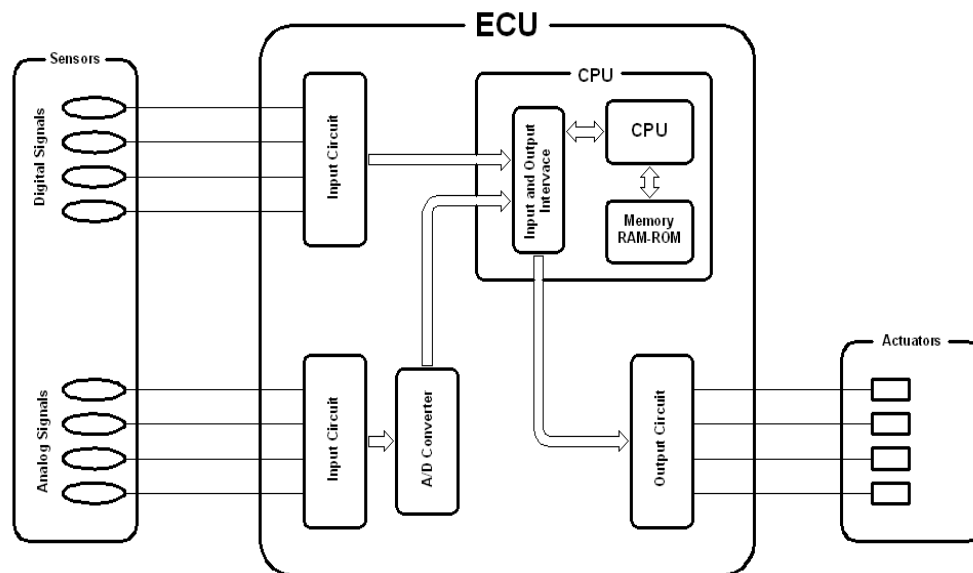 ECU
Sensors
CPU
Digital Signals
Input Circuit
Input and Output
Intervace
CPU
Memory
RAM-ROM
Actuators
Analog Signals
Input Circuit
A/D Converter
Output Circuit